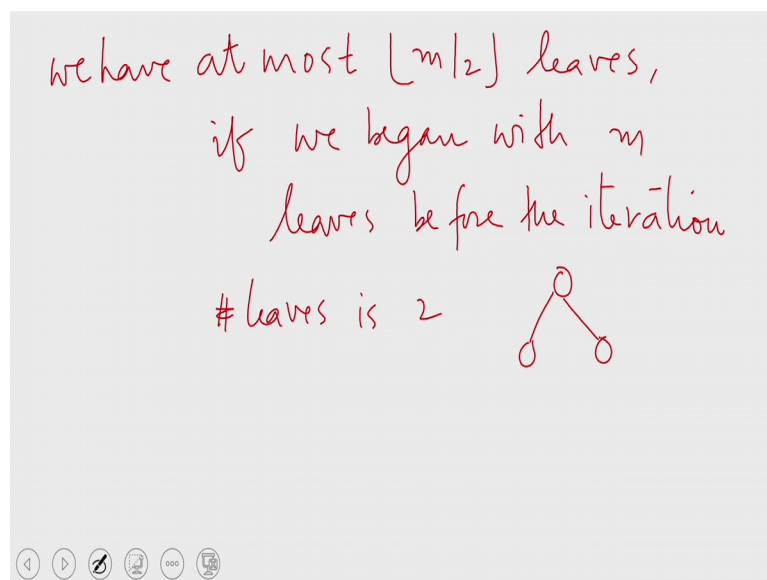 we have at most ⌊m/2⌋ leaves,
if we began with m
leaves before the iteration
# leaves is 2